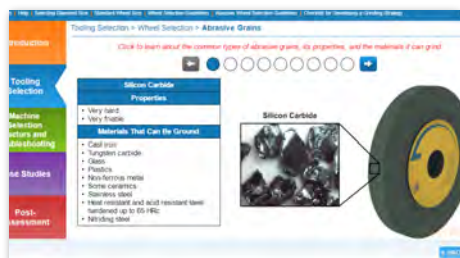 Help | Selecting Diamond Size | Standard Wheel Size | Wheel Selection Guidelines | Abrasive Wheel Selection Guidelines | Checklist for Developing a Grinding Strategy
Tooling Selection > Wheel Selection > Abrasive Grains
Click to learn about the common types of abrasive grains, its properties, and the materials it can grind.
Introduction
Tooling
Selection
Machine
Selection
Factors and
Troubleshooting
Case Studies
Post-
Assessment
Silicon Carbide
Properties
• Very hard
• Very friable
Materials That Can Be Ground
• Cast iron
• Tungsten carbide
• Glass
• Plastics
• Non-ferrous metal
• Some ceramics
• Stainless steel
• Heat resistant and acid resistant steel
hardened up to 65 HRc
• Nitriding steel
Silicon Carbide